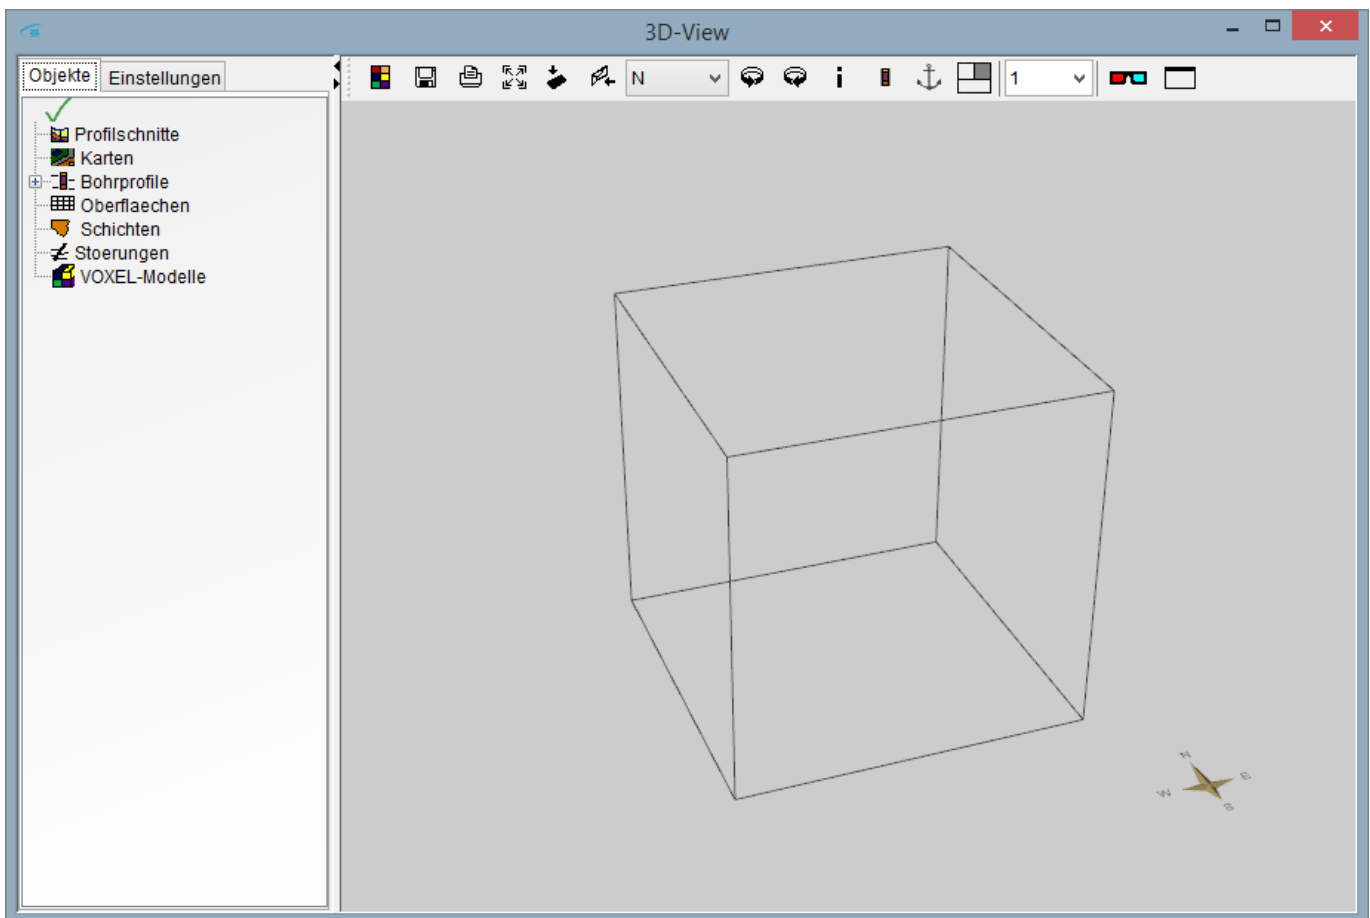 3D-View
Objekte Einstellungen
N 1
Profilschnitte
Karten
Bohrprofile
Oberflaechen
Schichten
Stoerungen
VOXEL-Modelle
N
E
W
S